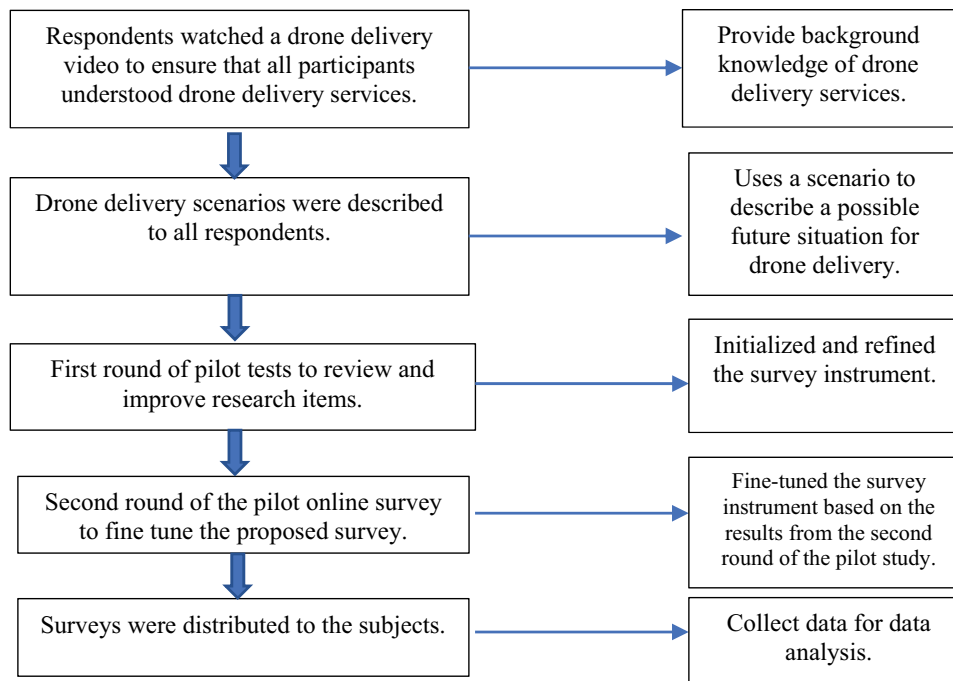 Respondents watched a drone delivery
video to ensure that all participants
understood drone delivery services.
Provide background
knowledge of drone
delivery services.
Drone delivery scenarios were described
to all respondents.
Uses a scenario to
describe a possible
future situation for
drone delivery.
First round of pilot tests to review and
improve research items.
Initialized and refined
the survey instrument.
Second round of the pilot online survey
to fine tune the proposed survey.
Fine-tuned the survey
instrument based on the
results from the second
round of the pilot study.
Surveys were distributed to the subjects.
Collect data for data
analysis.